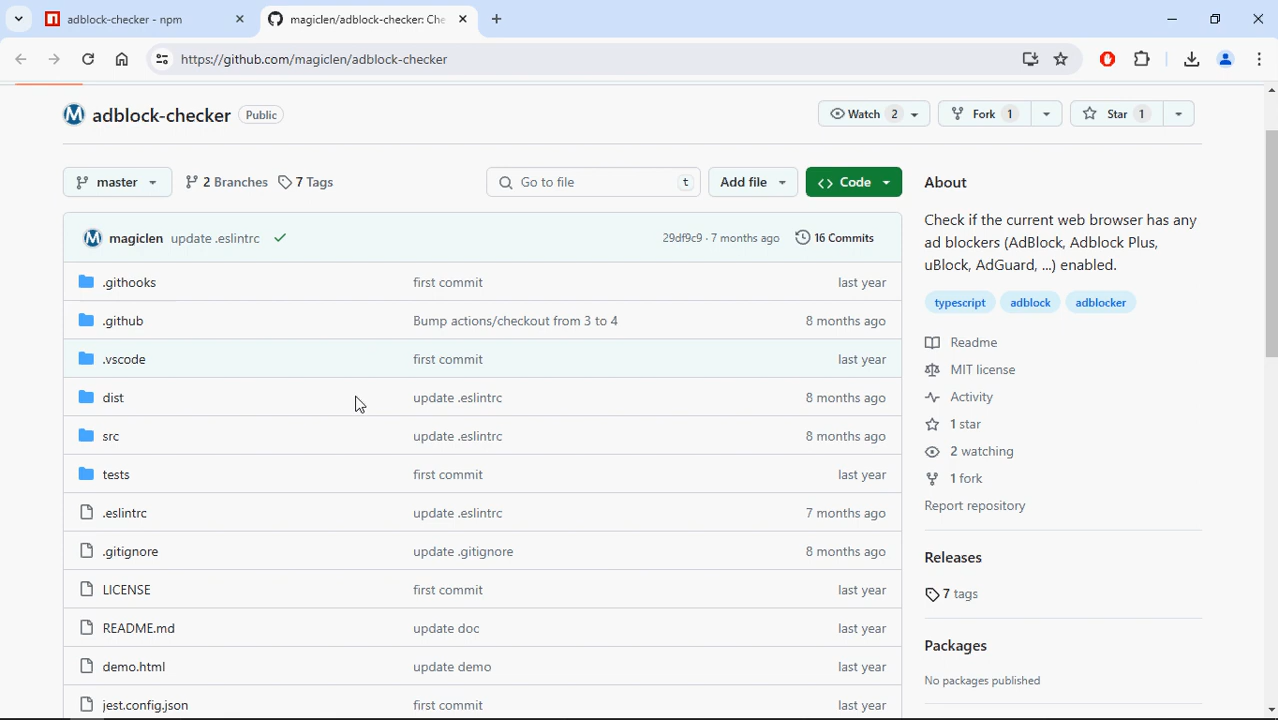 adblock-checker - npm
magiclen/adblock-checker: Che
https://github.com/magiclen/adblock-checker
adblock-checker Public
Watch 2
Fork 1
Star 1
master
2 Branches
7 Tags
Go to file t
Add file
Code
magiclen update .eslintrc
29df9c9 · 7 months ago
16 Commits
.githooks first commit last year
.github Bump actions/checkout from 3 to 4 8 months ago
.vscode first commit last year
dist update .eslintrc 8 months ago
src update .eslintrc 8 months ago
tests first commit last year
.eslintrc update .eslintrc 7 months ago
.gitignore update .gitignore 8 months ago
LICENSE first commit last year
README.md update doc last year
demo.html update demo last year
jest.config.json first commit last year
About
Check if the current web browser has any
ad blockers (AdBlock, Adblock Plus,
uBlock, AdGuard, ...) enabled.
typescript adblock adblocker
Readme
MIT license
Activity
1 star
2 watching
1 fork
Report repository
Releases
7 tags
Packages
No packages published